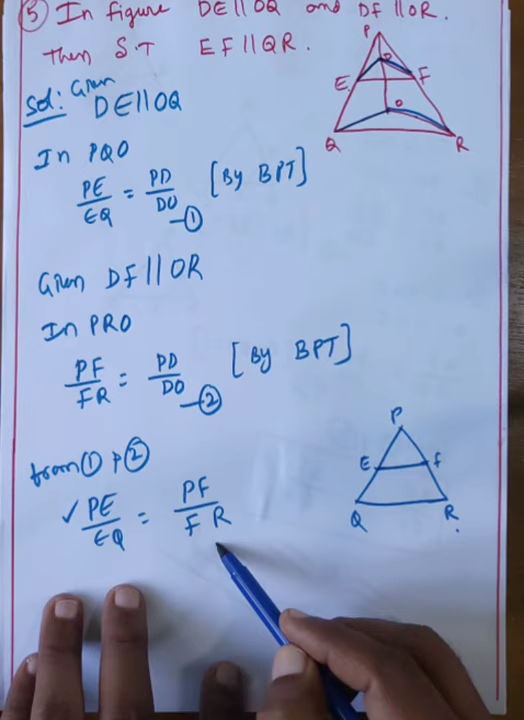 ⑤ In figure DE||OQ and DF||OR.
then S.T EF||QR.
P
D
E F
O
Q R
Sol: Given
DE||OQ
In PQO
PE/EQ = PD/DO [By BPT]
—①
Given DF||OR
In PRO
PF/FR = PD/DO [By BPT]
—②
from ① & ②
✓ PE/EQ = PF/FR
P
E F
Q R